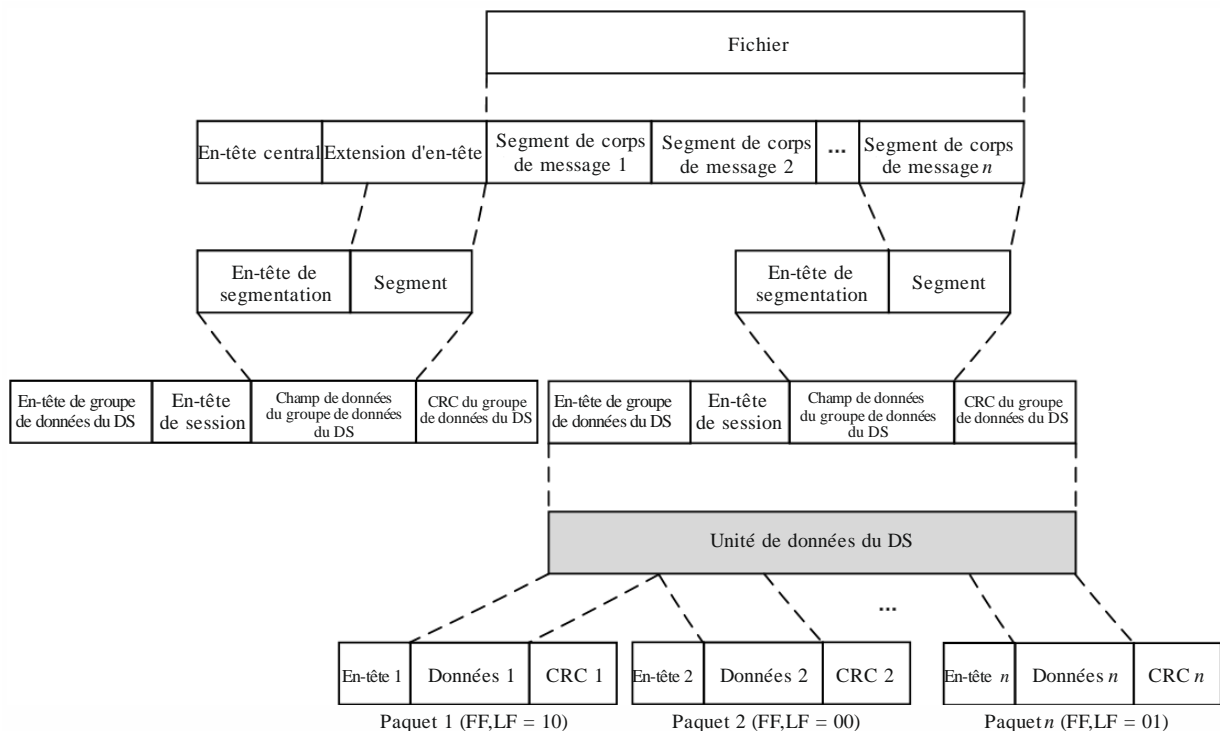 Fichier
En-tête central
Extension d'en-tête
Segment de corps
de message 1
Segment de corps
de message 2
...
Segment de corps
de message n
En-tête de
segmentation
Segment
En-tête de
segmentation
Segment
En-tête de groupe
de données du DS
En-tête
de session
Champ de données
du groupe de données
du DS
CRC du groupe
de données du DS
En-tête de groupe
de données du DS
En-tête
de session
Champ de données
du groupe de données
du DS
CRC du groupe
de données du DS
Unité de données du DS
...
En-tête 1
Données 1
CRC 1
En-tête 2
Données 2
CRC 2
En-tête n
Données n
CRC n
Paquet 1 (FF,LF = 10)
Paquet 2 (FF,LF = 00)
Paquet n (FF,LF = 01)